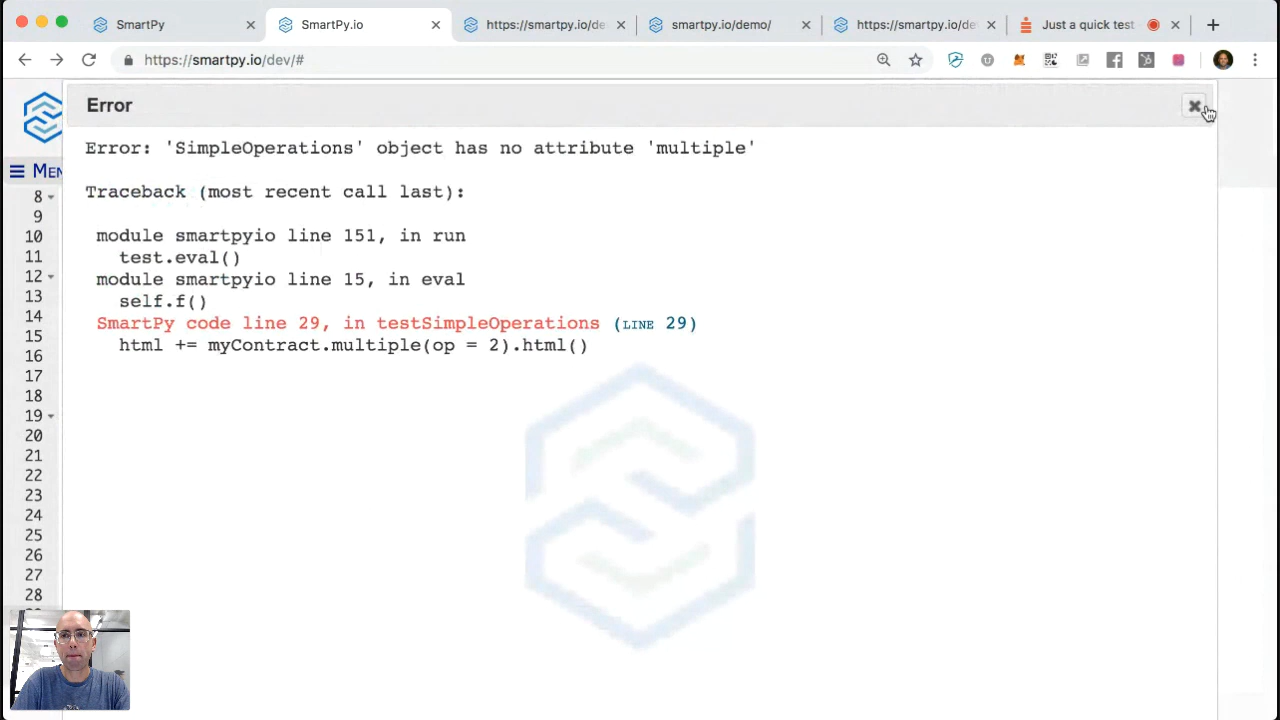 SmartPy
SmartPy.io
https://smartpy.io/de
smartpy.io/demo/
https://smartpy.io/de
Just a quick test
https://smartpy.io/dev/#
Error
Error: 'SimpleOperations' object has no attribute 'multiple'
Traceback (most recent call last):
module smartpyio line 151, in run
test.eval()
module smartpyio line 15, in eval
self.f()
SmartPy code line 29, in testSimpleOperations (LINE 29)
html += myContract.multiple(op = 2).html()
Men
8
9
10
11
12
13
14
15
16
17
18
19
20
21
22
23
24
25
26
27
28